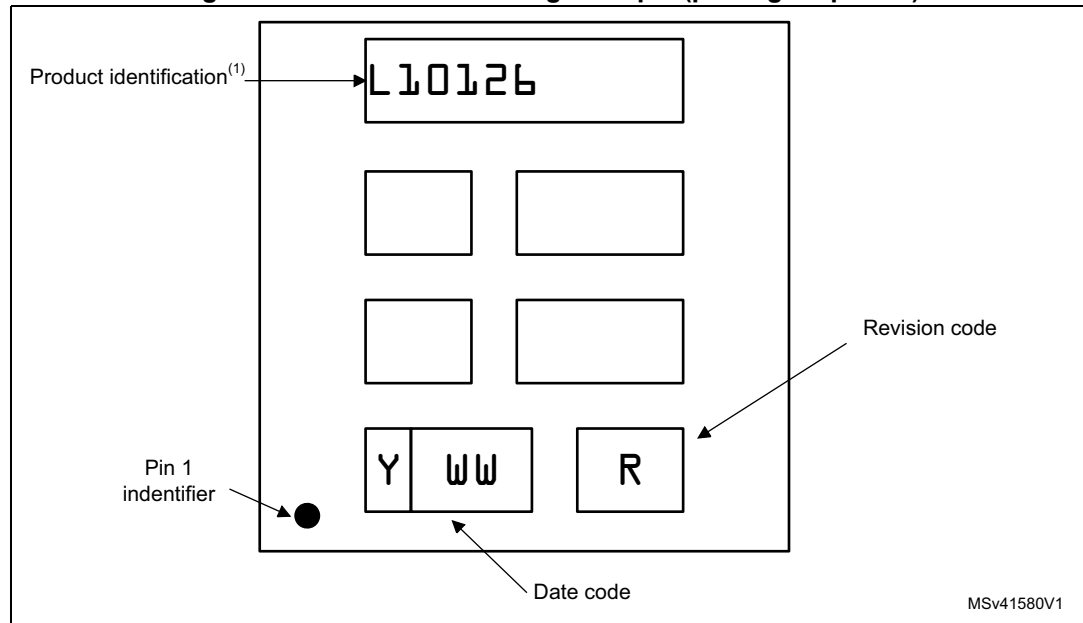 Product identification(1)
L10126
Revision code
Y WW R
Pin 1
indentifier
Date code
MSv41580V1